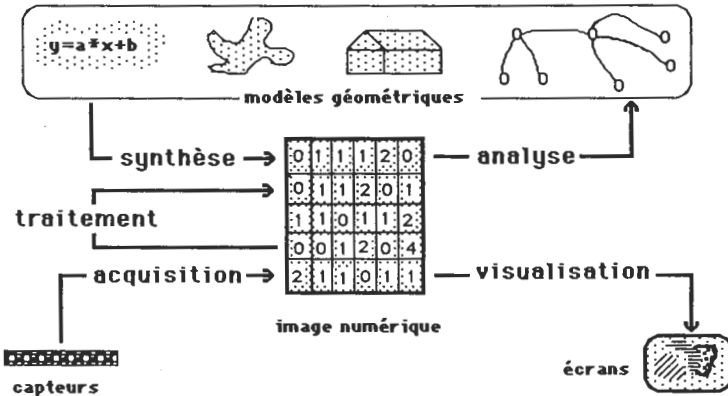 y=a*x+b
modèles géométriques
synthèse
analyse
0 1 1 1 2 0
0 1 1 2 0 1
traitement
1 1 0 1 1 2
0 0 1 2 0 4
acquisition
2 1 1 0 1 1
visualisation
image numérique
capteurs
écrans